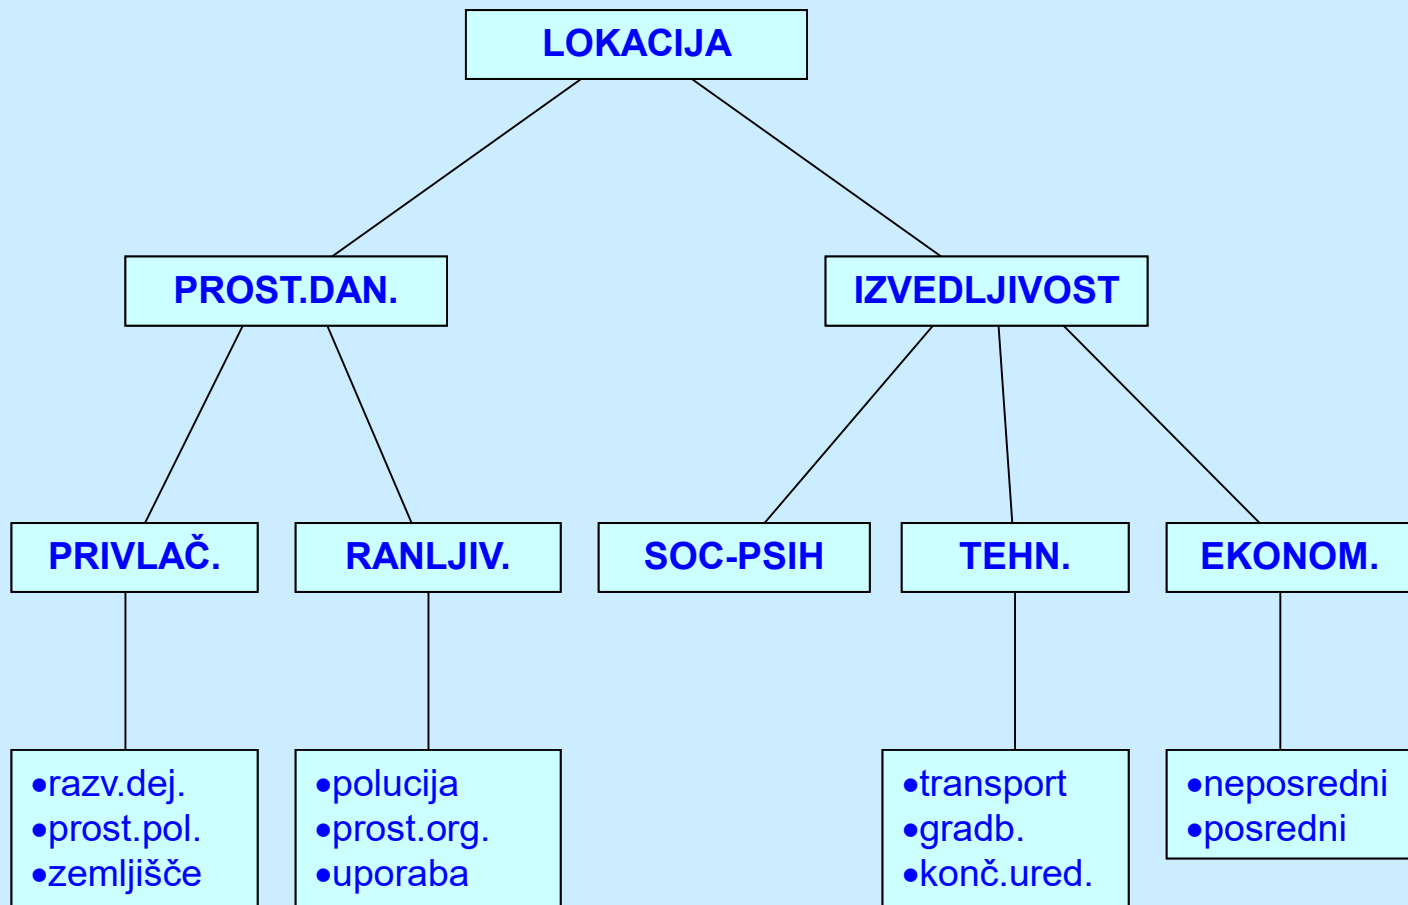 LOKACIJA
PROST.DAN.
IZVEDLJIVOST
PRIVLAČ.
RANLJIV.
SOC-PSIH
TEHN.
EKONOM.
•razv.dej.
•prost.pol.
•zemljišče
•polucija
•prost.org.
•uporaba
•transport
•gradb.
•konč.ured.
•neposredni
•posredni